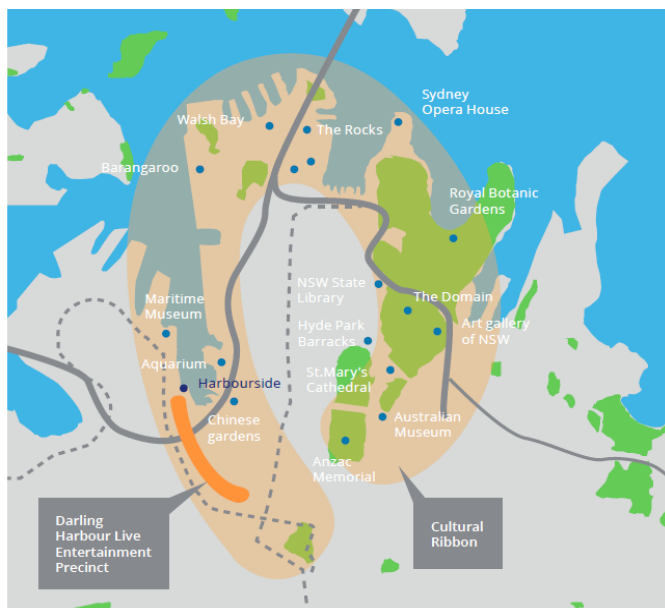 Sydney
Opera House
Walsh Bay
The Rocks
Barangaroo
Royal Botanic
Gardens
NSW State
Library
The Domain
Maritime
Museum
Hyde Park
Barracks
Art gallery
of NSW
Aquarium
St.Mary's
Cathedral
Harbourside
Chinese
gardens
Australian
Museum
Anzac
Memorial
Darling
Harbour Live
Entertainment
Precinct
Cultural
Ribbon